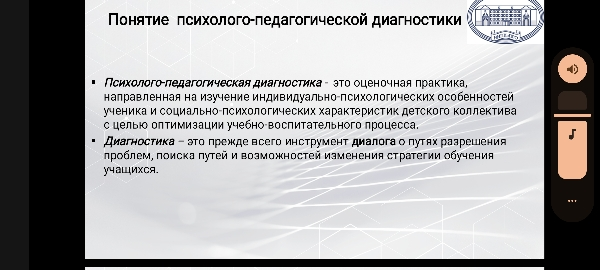 Понятие психолого-педагогической диагностики
Психолого-педагогическая диагностика - это оценочная практика,
направленная на изучение индивидуально-психологических особенностей
ученика и социально-психологических характеристик детского коллектива
с целью оптимизации учебно-воспитательного процесса.
Диагностика – это прежде всего инструмент диалога о путях разрешения
проблем, поиска путей и возможностей изменения стратегии обучения
учащихся.